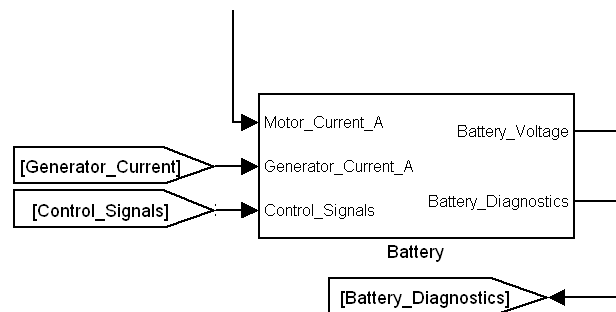 Motor_Current_A
Battery_Voltage
[Generator_Current]
Generator_Current_A
Battery_Diagnostics
[Control_Signals]
Control_Signals
Battery
[Battery_Diagnostics]